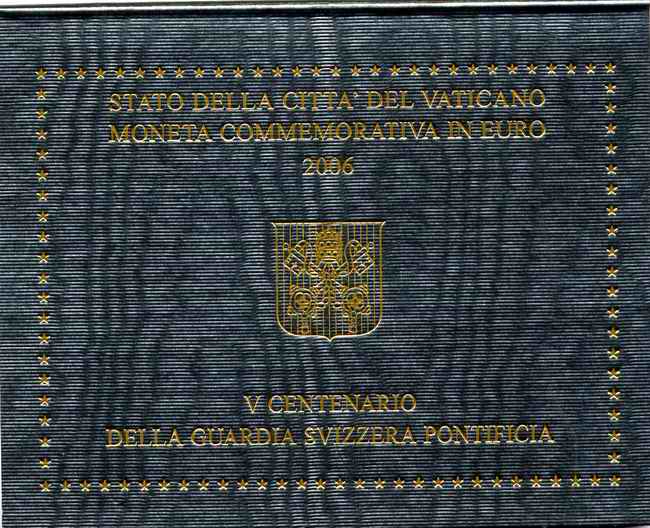 STATO DELLA CITTA' DEL VATICANO
MONETA COMMEMORATIVA IN EURO
2006
V CENTENARIO
DELLA GUARDIA SVIZZERA PONTIFICIA